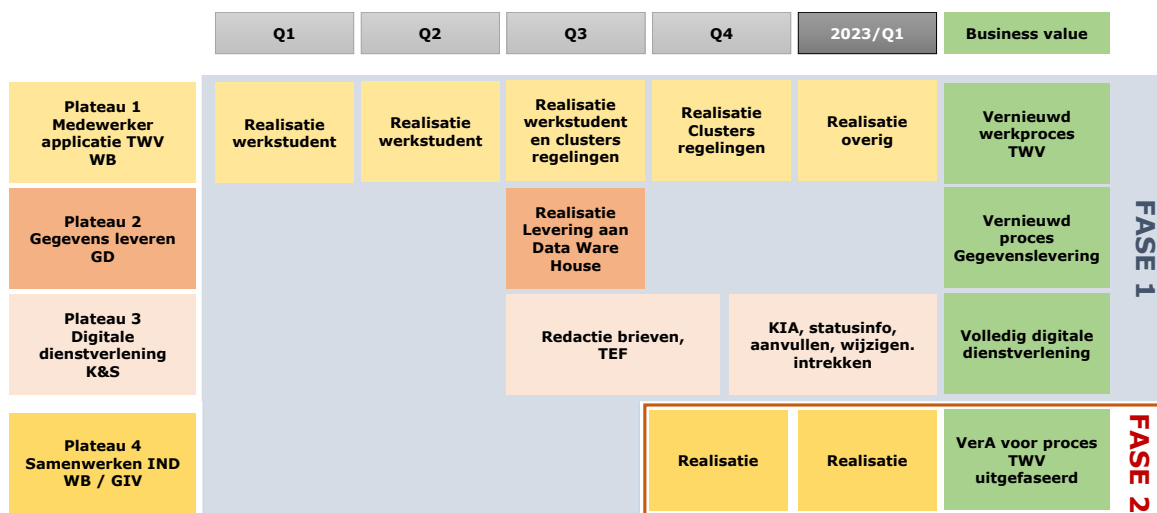 Q1
Q2
Q3
Q4
2023/Q1
Business value
Plateau 1
Medewerker
applicatie TWV
WB
Realisatie
werkstudent
Realisatie
werkstudent
Realisatie
werkstudent
en clusters
regelingen
Realisatie
Clusters
regelingen
Realisatie
overig
Vernieuwd
werkproces
TWV
Plateau 2
Gegevens leveren
GD
Realisatie
Levering aan
Data Ware
House
Vernieuwd
proces
Gegevenslevering
FASE 1
Plateau 3
Digitale
dienstverlening
K&S
Redactie brieven,
TEF
KIA, statusinfo,
aanvullen, wijzigen.
intrekken
Volledig digitale
dienstverlening
Plateau 4
Samenwerken IND
WB / GIV
Realisatie
Realisatie
VerA voor proces
TWV
uitgefaseerd
FASE 2